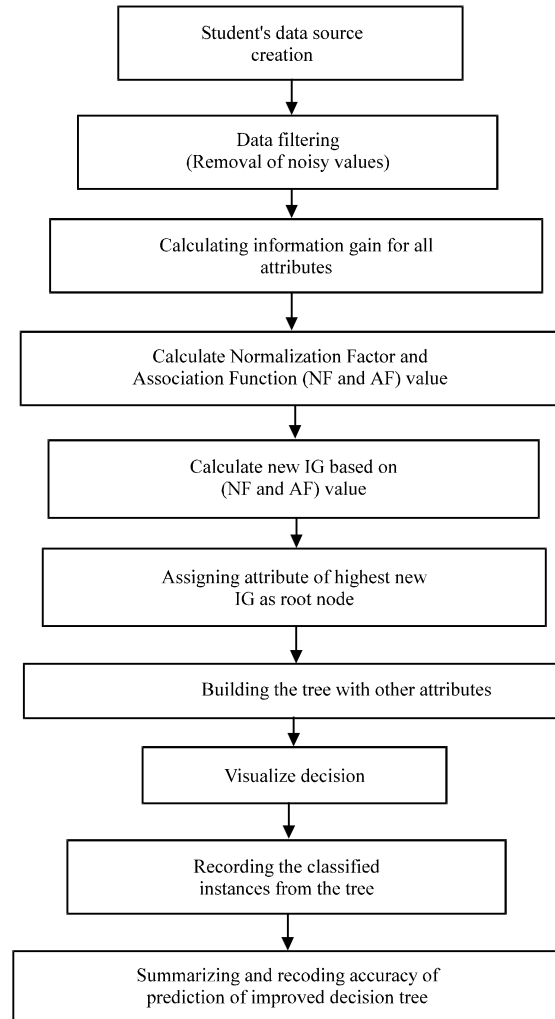 Student's data source
creation
Data filtering
(Removal of noisy values)
Calculating information gain for all
attributes
Calculate Normalization Factor and
Association Function (NF and AF) value
Calculate new IG based on
(NF and AF) value
Assigning attribute of highest new
IG as root node
Building the tree with other attributes
Visualize decision
Recording the classified
instances from the tree
Summarizing and recoding accuracy of
prediction of improved decision tree